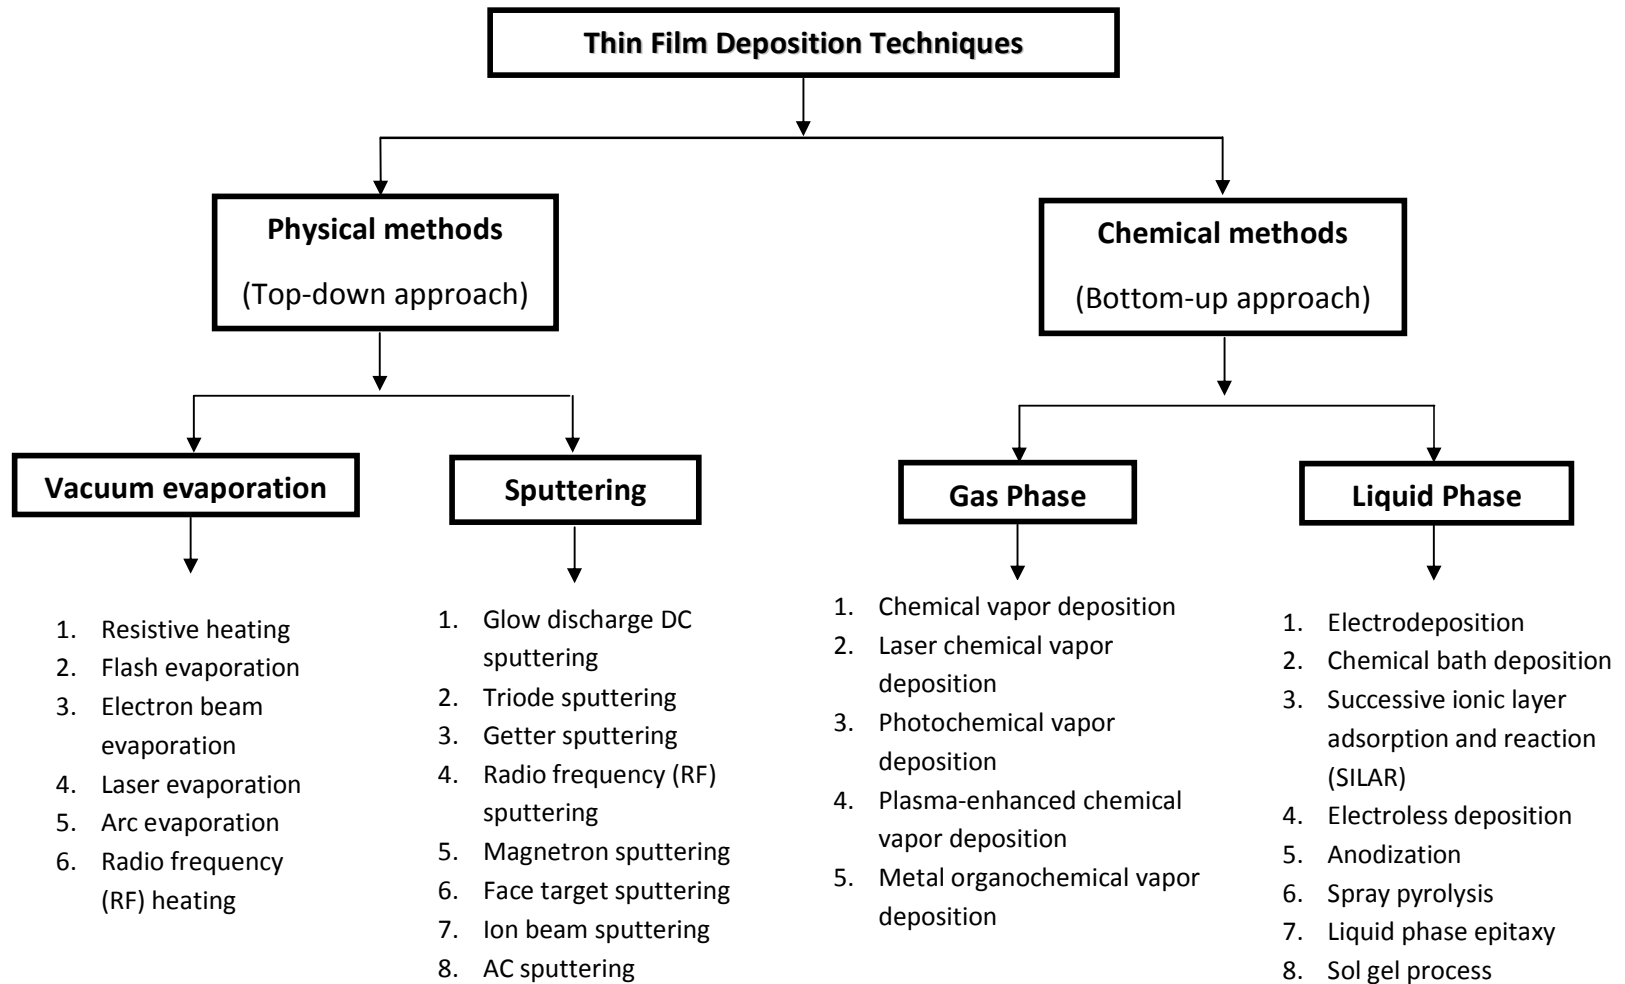 Thin Film Deposition Techniques
Physical methods
(Top-down approach)
Chemical methods
(Bottom-up approach)
Vacuum evaporation
Sputtering
Gas Phase
Liquid Phase
1. Resistive heating
2. Flash evaporation
3. Electron beam
evaporation
4. Laser evaporation
5. Arc evaporation
6. Radio frequency
(RF) heating
1. Glow discharge DC
sputtering
2. Triode sputtering
3. Getter sputtering
4. Radio frequency (RF)
sputtering
5. Magnetron sputtering
6. Face target sputtering
7. Ion beam sputtering
8. AC sputtering
1. Chemical vapor deposition
2. Laser chemical vapor
deposition
3. Photochemical vapor
deposition
4. Plasma-enhanced chemical
vapor deposition
5. Metal organochemical vapor
deposition
1. Electrodeposition
2. Chemical bath deposition
3. Successive ionic layer
adsorption and reaction
(SILAR)
4. Electroless deposition
5. Anodization
6. Spray pyrolysis
7. Liquid phase epitaxy
8. Sol gel process